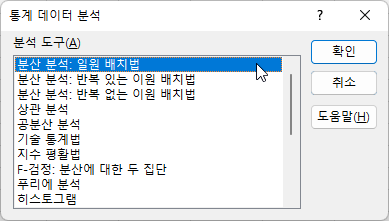 통계 데이터 분석
? ×
분석 도구(A)
분산 분석: 일원 배치법
분산 분석: 반복 있는 이원 배치법
분산 분석: 반복 없는 이원 배치법
상관 분석
공분산 분석
기술 통계법
지수 평활법
F-검정: 분산에 대한 두 집단
푸리에 분석
히스토그램
확인
취소
도움말(H)